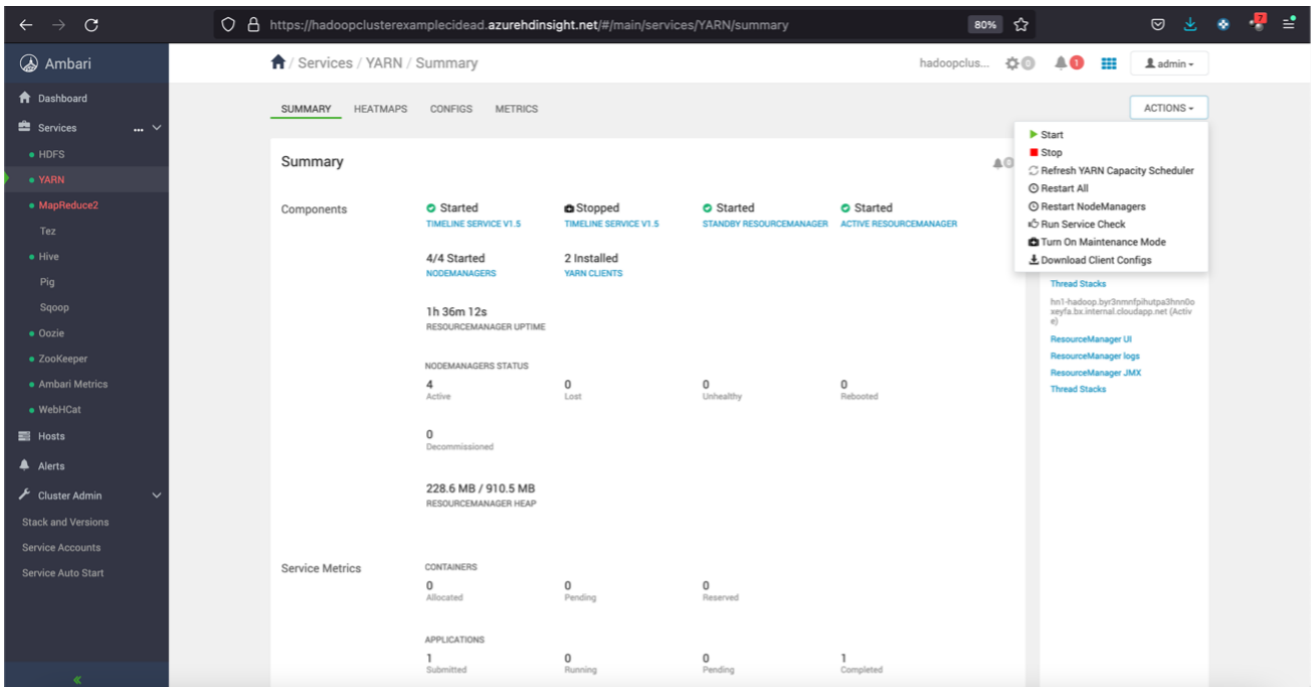 https://hadoopclusterexamplecidead.azurehdinsight.net/#/main/services/YARN/summary
80%
7
Ambari
/ Services / YARN / Summary
hadoopclus...
0
1
admin
Dashboard
Services
...
HDFS
YARN
MapReduce2
Tez
Hive
Pig
Sqoop
Oozie
ZooKeeper
Ambari Metrics
WebHCat
Hosts
Alerts
Cluster Admin
Stack and Versions
Service Accounts
Service Auto Start
SUMMARY HEATMAPS CONFIGS METRICS
ACTIONS
Start
Stop
Refresh YARN Capacity Scheduler
Restart All
Restart NodeManagers
Run Service Check
Turn On Maintenance Mode
Download Client Configs
Summary
0
Components
Started Stopped Started Started
TIMELINE SERVICE V1.5 TIMELINE SERVICE V1.5 STANDBY RESOURCEMANAGER ACTIVE RESOURCEMANAGER
4/4 Started 2 Installed
NODEMANAGERS YARN CLIENTS
1h 36m 12s
RESOURCEMANAGER UPTIME
NODEMANAGERS STATUS
4 0 0 0
Active Lost Unhealthy Rebooted
0
Decommissioned
228.6 MB / 910.5 MB
RESOURCEMANAGER HEAP
Service Metrics
CONTAINERS
0 0 0
Allocated Pending Reserved
APPLICATIONS
1 0 0 1
Submitted Running Pending Completed
Thread Stacks
xeyfa.bx.internal.cloudapp.net (Activ
e)
ResourceManager UI
ResourceManager logs
ResourceManager JMX
Thread Stacks